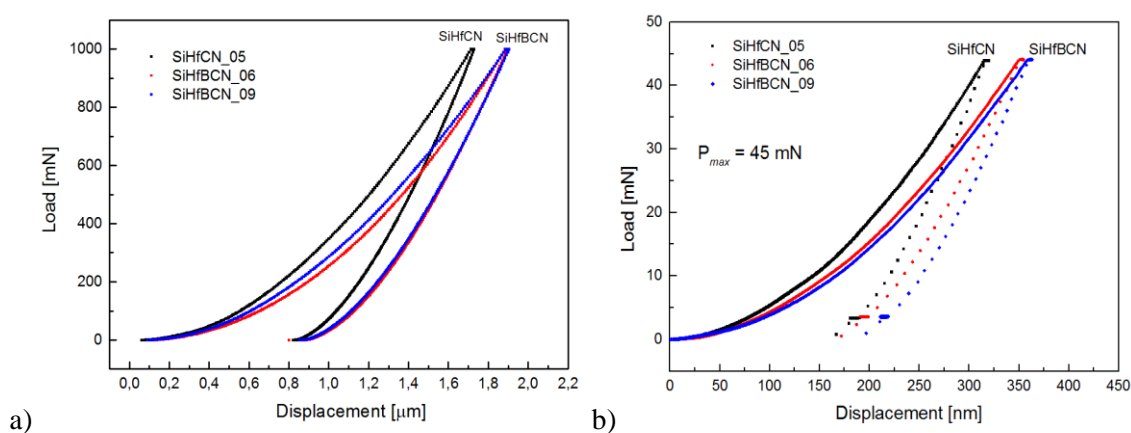 SiHfCN SiHfBCN
1000
SiHfCN_05
SiHfBCN_06
SiHfBCN_09
800
600
400
200
0
Load [mN]
0,0 0,2 0,4 0,6 0,8 1,0 1,2 1,4 1,6 1,8 2,0 2,2
Displacement [μm]
a)
50
SiHfCN_05
SiHfBCN_06
SiHfBCN_09
SiHfCN SiHfBCN
40
30
20
10
0
P max = 45 mN
Load [mN]
0 50 100 150 200 250 300 350 400 450
Displacement [nm]
b)